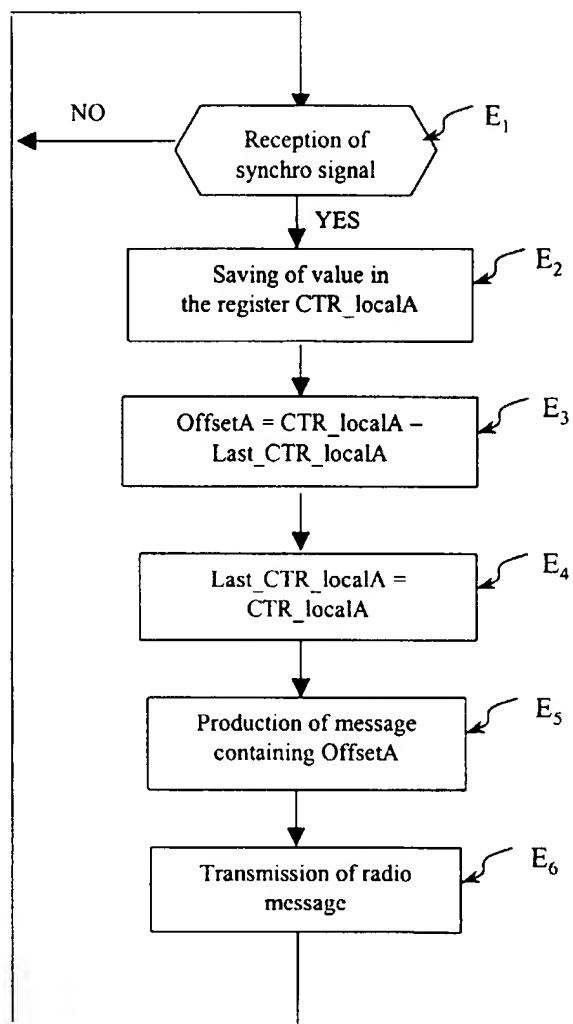 NO
E1
Reception of
synchro signal
YES
E2
Saving of value in
the register CTR_localA
E3
OffsetA = CTR_localA –
Last_CTR_localA
E4
Last_CTR_localA =
CTR_localA
E5
Production of message
containing OffsetA
E6
Transmission of radio
message